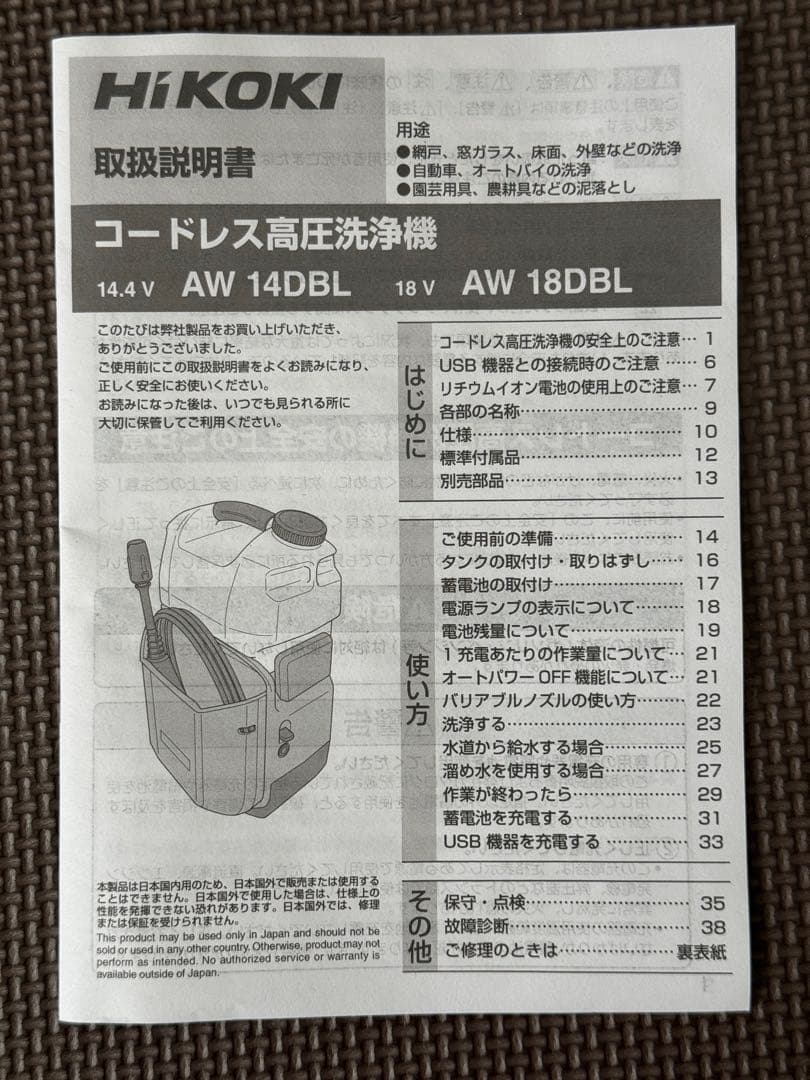 HiKOKI
取扱説明書
用途
●網戸、窓ガラス、床面、外壁などの洗浄
●自動車、オートバイの洗浄
●園芸用具、農耕具などの泥落とし
コードレス高圧洗浄機
14.4 V AW 14DBL 18 V AW 18DBL
このたびは弊社製品をお買い上げいただき、
ありがとうございました。
ご使用前にこの取扱説明書をよくお読みになり、
正しく安全にお使いください。
お読みになった後は、いつでも見られる所に
大切に保管してご利用ください。
はじめに
コードレス高圧洗浄機の安全上のご注意… 1
USB 機器との接続時のご注意 …… 6
リチウムイオン電池の使用上のご注意… 7
各部の名称…………………… 9
仕様…………………………… 10
標準付属品…………………… 12
別売部品……………………… 13
使い方
ご使用前の準備……………… 14
タンクの取付け・取りはずし…… 16
蓄電池の取付け……………… 17
電源ランプの表示について……… 18
電池残量について…………… 19
1 充電あたりの作業量について… 21
オートパワー OFF 機能について… 21
バリアブルノズルの使い方……… 22
洗浄する……………………… 23
水道から給水する場合………… 25
溜め水を使用する場合………… 27
作業が終わったら…………… 29
蓄電池を充電する…………… 31
USB 機器を充電する ………… 33
その他
保守・点検…………………… 35
故障診断……………………… 38
ご修理のときは…………… 裏表紙
本製品は日本国内用のため、日本国外で販売または使用する
ことはできません。日本国外で使用した場合は、仕様上の
性能を発揮できない恐れがあります。日本国外では、修理
または保証を受けられません。
This product may be used only in Japan and should not be
sold or used in any other country. Otherwise, product may not
perform as intended. No authorized service or warranty is
available outside of Japan.